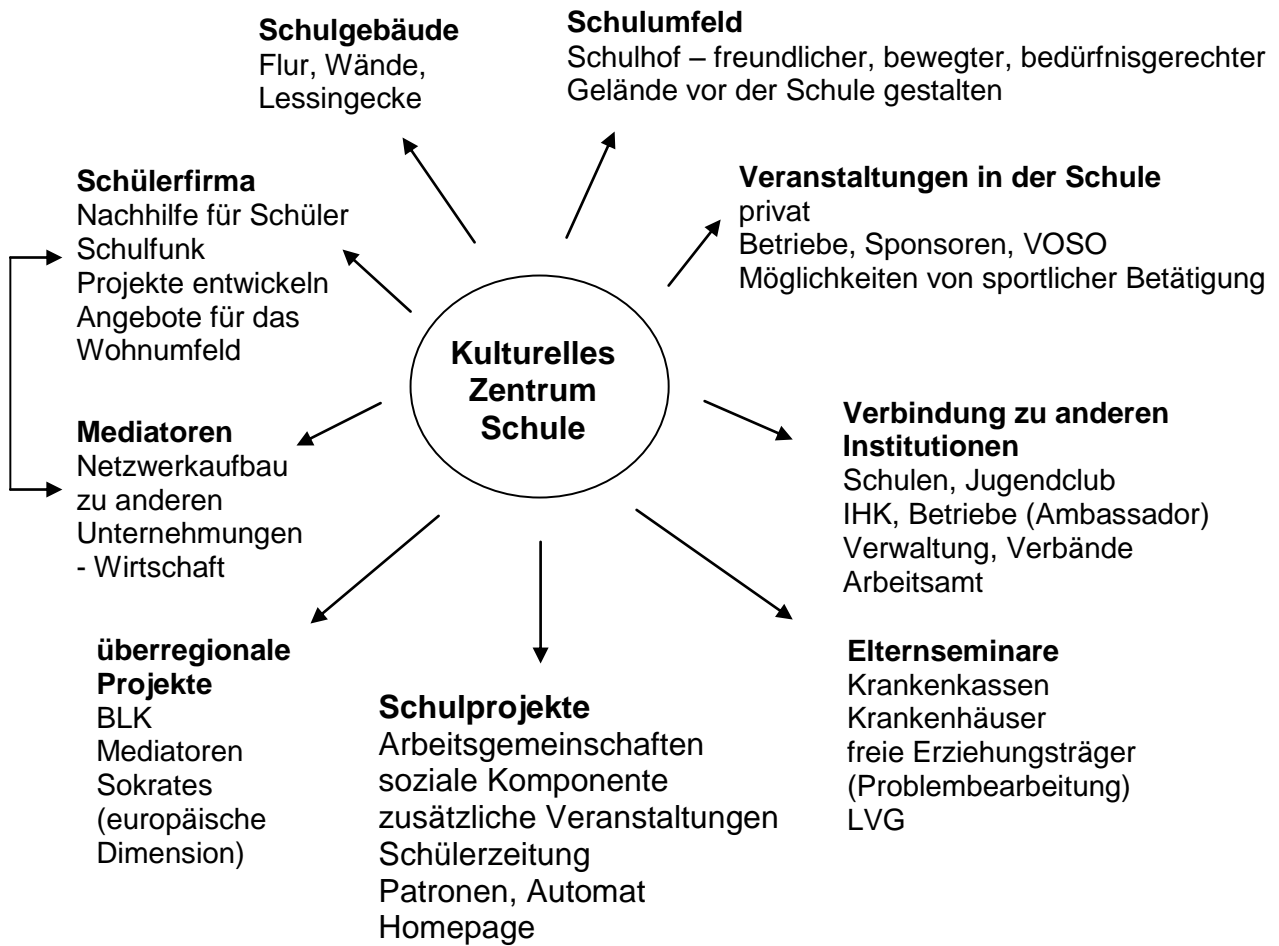 Schulgebäude
Flur, Wände,
Lessingecke
Schulumfeld
Schulhof – freundlicher, bewegter, bedürfnisgerechter
Gelände vor der Schule gestalten
Schülerfirma
Nachhilfe für Schüler
Schulfunk
Projekte entwickeln
Angebote für das
Wohnumfeld
Veranstaltungen in der Schule
privat
Betriebe, Sponsoren, VOSO
Möglichkeiten von sportlicher Betätigung
Kulturelles
Zentrum
Schule
Mediatoren
Netzwerkaufbau
zu anderen
Unternehmungen
- Wirtschaft
Verbindung zu anderen
Institutionen
Schulen, Jugendclub
IHK, Betriebe (Ambassador)
Verwaltung, Verbände
Arbeitsamt
überregionale
Projekte
BLK
Mediatoren
Sokrates
(europäische
Dimension)
Schulprojekte
Arbeitsgemeinschaften
soziale Komponente
zusätzliche Veranstaltungen
Schülerzeitung
Patronen, Automat
Homepage
Elternseminare
Krankenkassen
Krankenhäuser
freie Erziehungsträger
(Problembearbeitung)
LVG